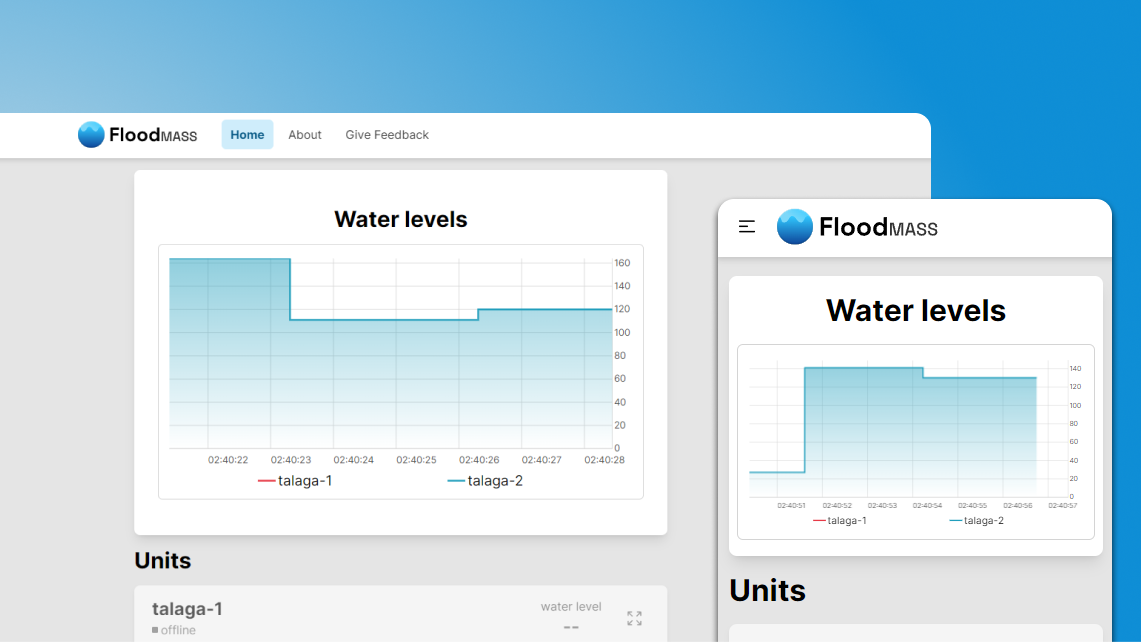 FloodMASS
Home About Give Feedback
Water levels
160
140
120
100
80
60
40
20
0
02:40:22 02:40:23 02:40:24 02:40:25 02:40:26 02:40:27 02:40:28
talaga-1 talaga-2
Units
talaga-1
offline
water level
--
FloodMASS
Water levels
140
120
100
80
60
40
20
0
02:40:51 02:40:52 02:40:53 02:40:54 02:40:55 02:40:56 02:40:57
talaga-1 talaga-2
Units